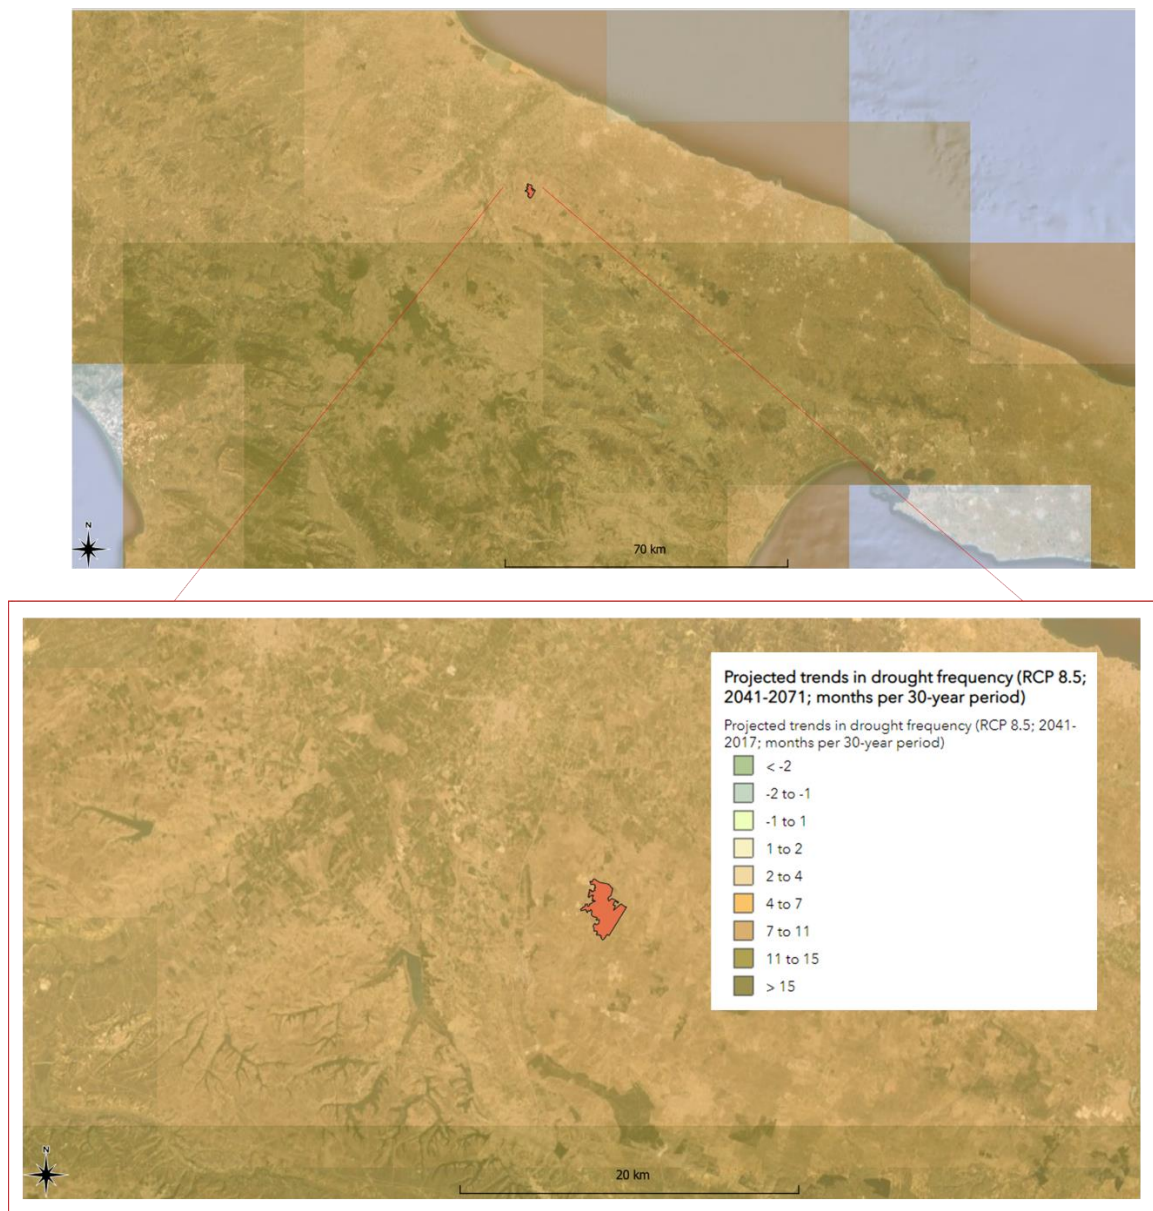 N
70 km
Projected trends in drought frequency (RCP 8.5;
2041-2071; months per 30-year period)
Projected trends in drought frequency (RCP 8.5; 2041-
2017; months per 30-year period)
< -2
-2 to -1
-1 to 1
1 to 2
2 to 4
4 to 7
7 to 11
11 to 15
> 15
N
20 km